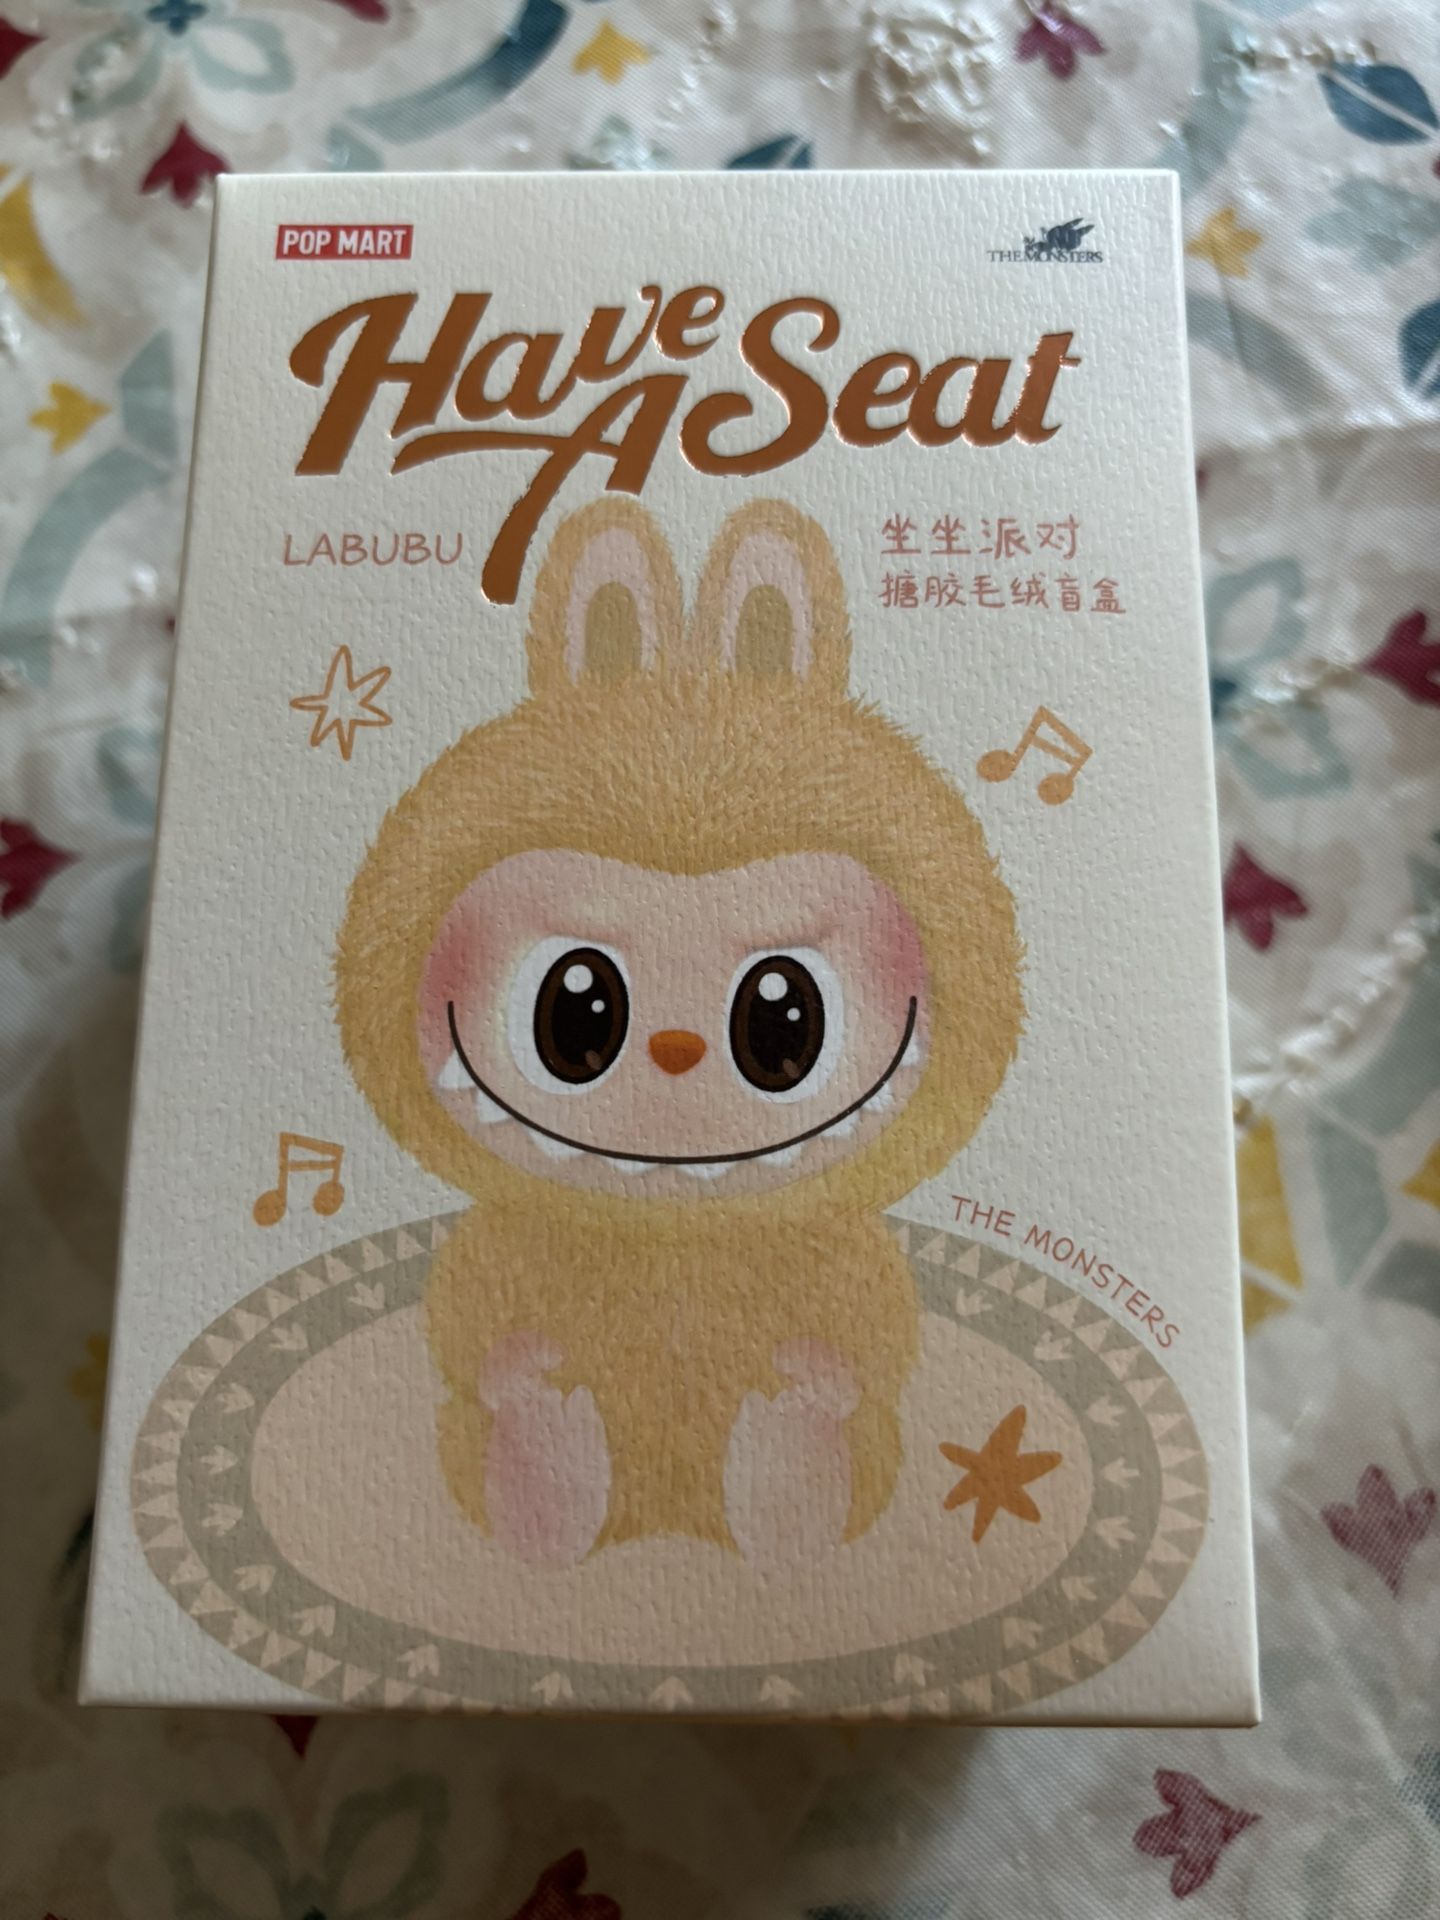 POP MART
THE MONSTERS
Have A Seat
LABUBU
坐坐派对
搪胶毛绒盲盒
THE MONSTERS